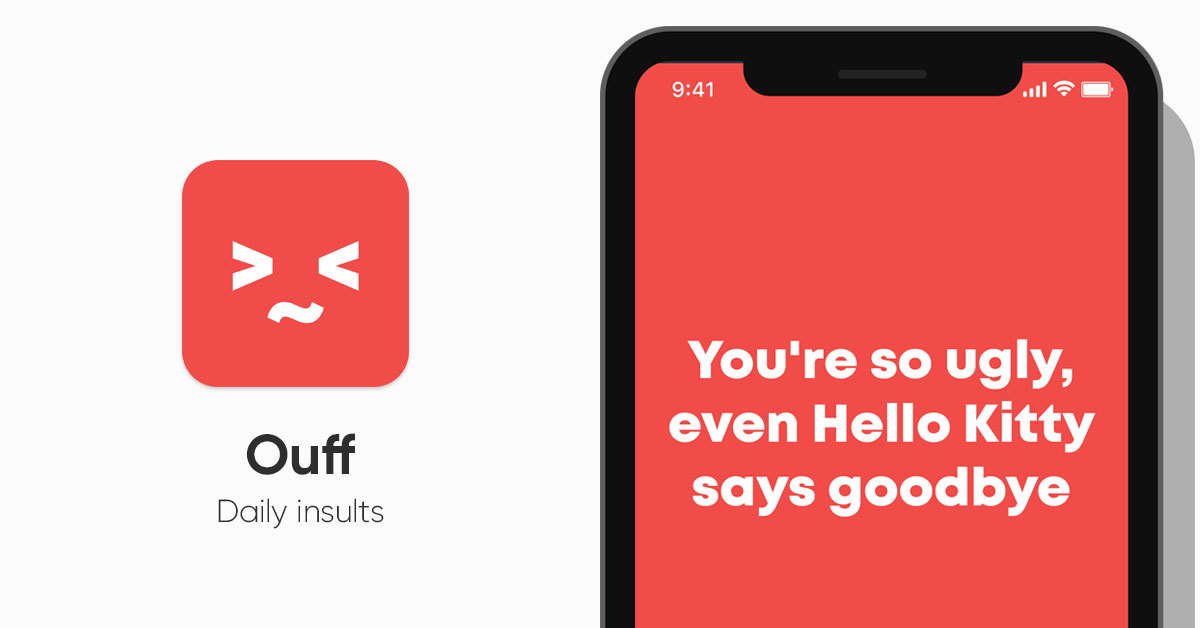 > <
~
Ouff
Daily insults
9:41
You're so ugly,
even Hello Kitty
says goodbye